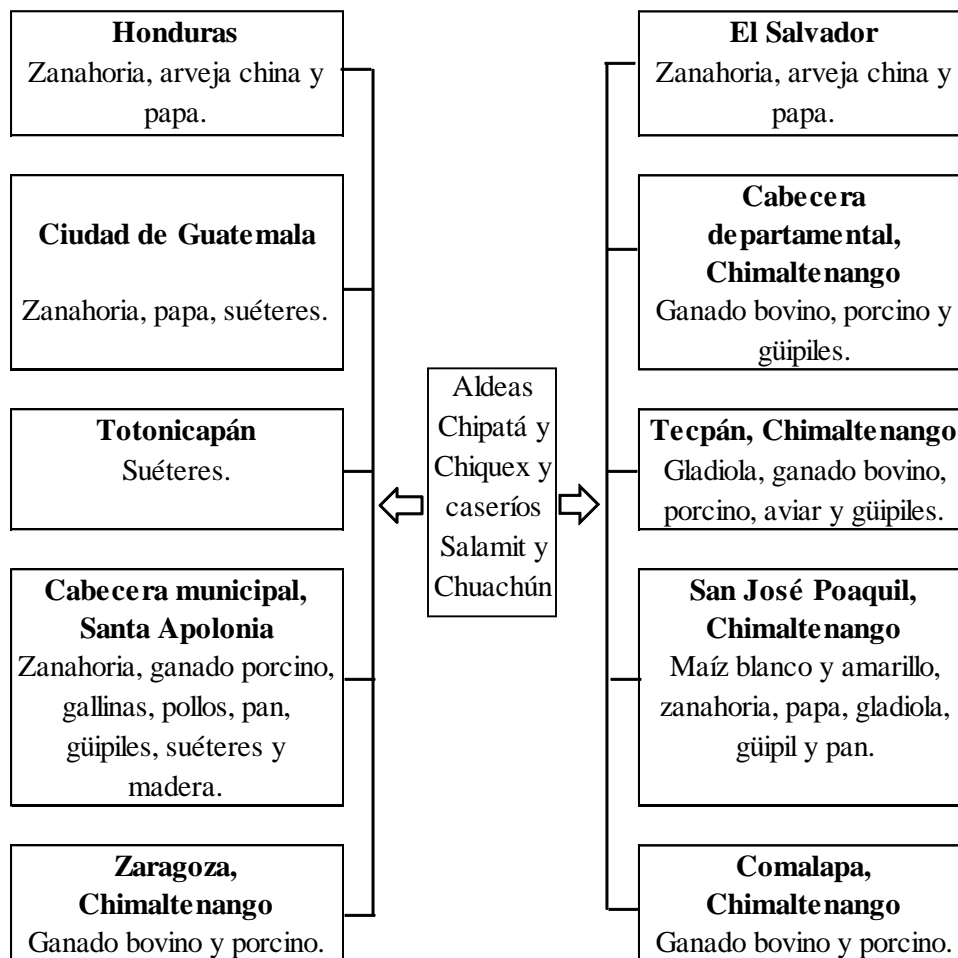 Honduras
Zanahoria, arveja china y
papa.
Ciudad de Guatemala
Zanahoria, papa, suéteres.
Totonicapán
Suéteres.
Cabecera municipal,
Santa Apolonia
Zanahoria, ganado porcino,
gallinas, pollos, pan,
güipiles, suéteres y
madera.
Zaragoza,
Chimaltenango
Ganado bovino y porcino.
Aldeas
Chipatá y
Chiquex y
caseríos
Salamit y
Chuachún
El Salvador
Zanahoria, arveja china y
papa.
Cabecera
departamental,
Chimaltenango
Ganado bovino, porcino y
güipiles.
Tecpán, Chimaltenango
Gladiola, ganado bovino,
porcino, aviar y güipiles.
San José Poaquil,
Chimaltenango
Maíz blanco y amarillo,
zanahoria, papa, gladiola,
güipil y pan.
Comalapa,
Chimaltenango
Ganado bovino y porcino.